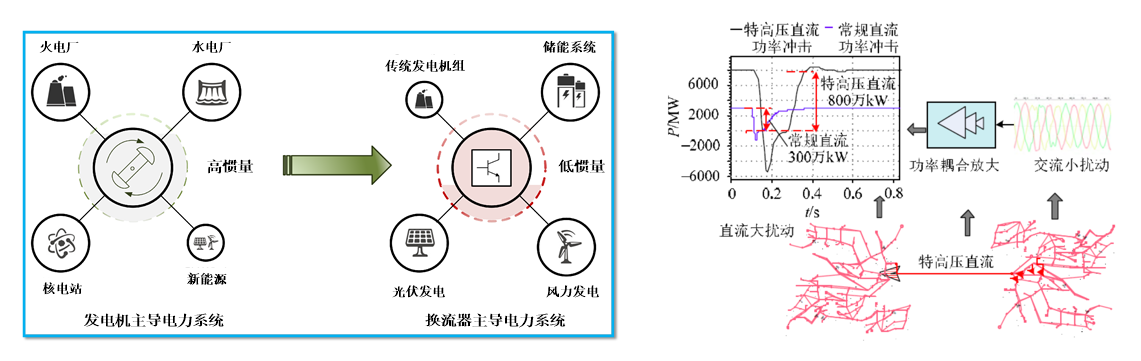 火电厂
水电厂
高惯量
核电站
新能源
发电机主导电力系统
储能系统
传统发电机组
低惯量
光伏发电
风力发电
换流器主导电力系统
特高压直流
功率冲击
常规直流
功率冲击
P/MW
6000
2000
−2000
−6000
特高压直流
800万kW
常规直流
300万kW
0
0.2
0.4
0.6
0.8
t/s
功率耦合放大
交流小扰动
直流大扰动
特高压直流